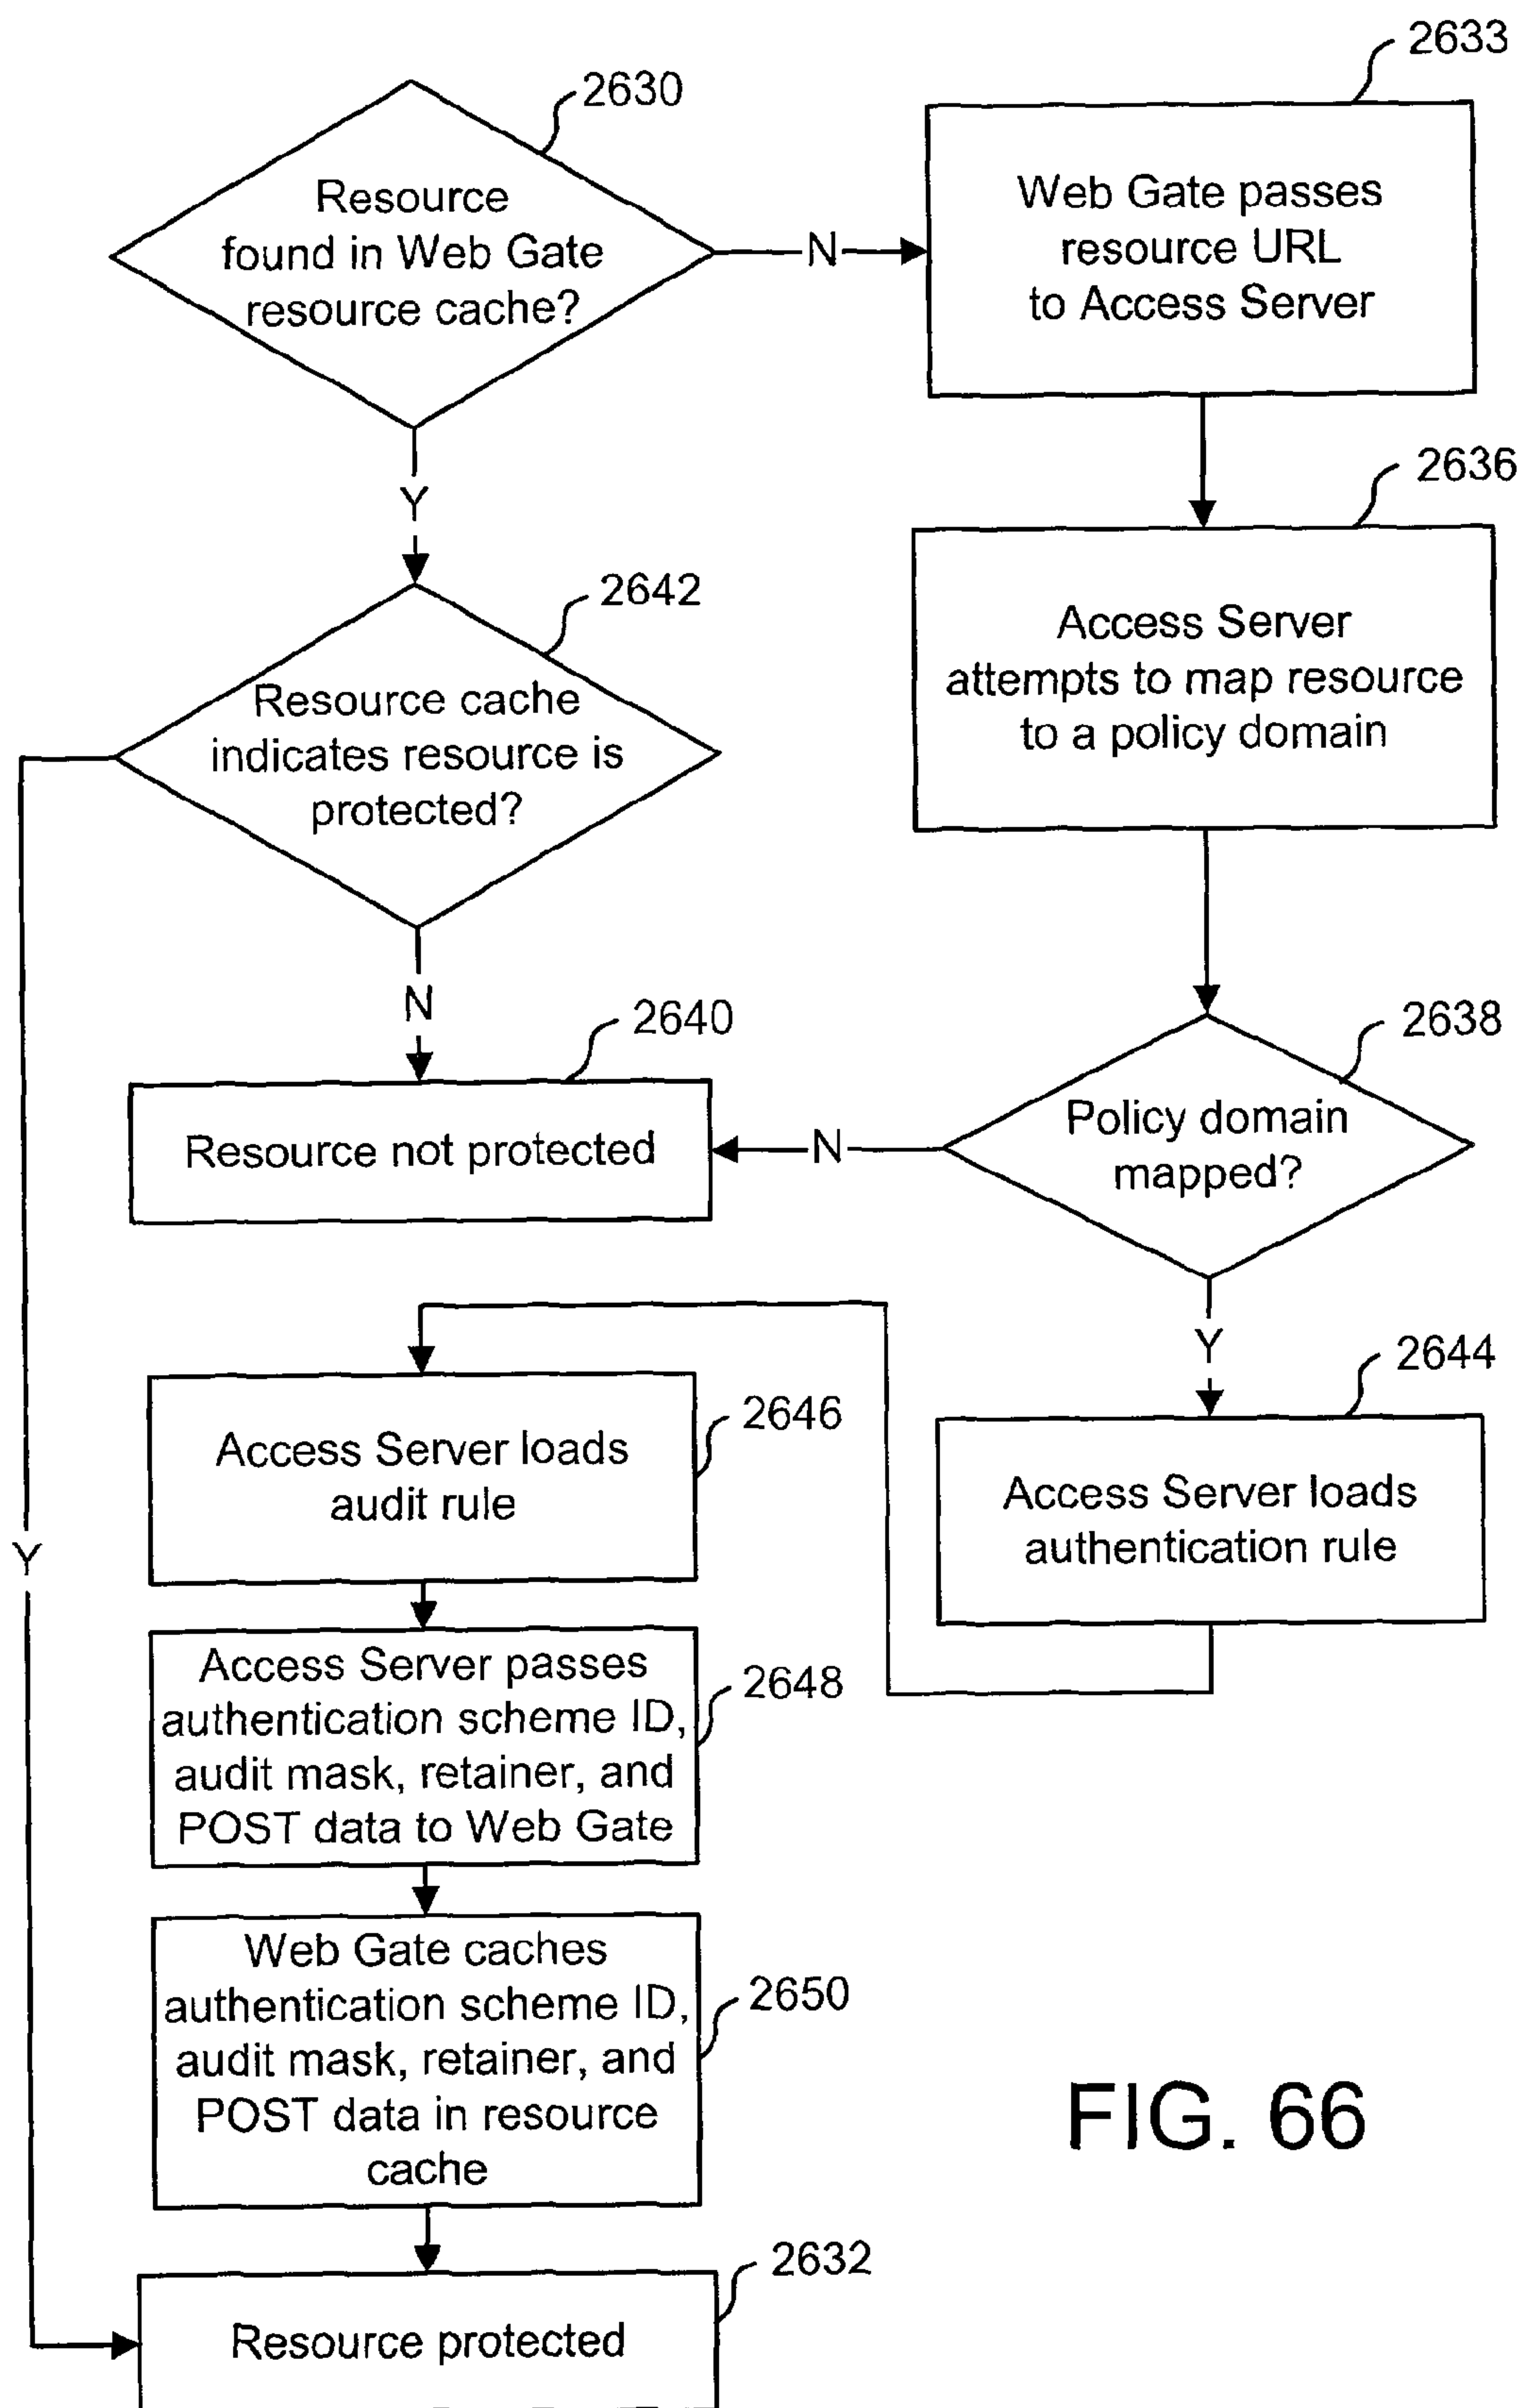 2630
Resource
found in Web Gate
resource cache?
N
2633
Web Gate passes
resource URL
to Access Server
Y
2636
Access Server
attempts to map resource
to a policy domain
2642
Resource cache
indicates resource is
protected?
N
2640
Resource not protected
2638
Policy domain
mapped?
N
Y
2644
Access Server loads
authentication rule
2646
Access Server loads
audit rule
Y
2648
Access Server passes
authentication scheme ID,
audit mask, retainer, and
POST data to Web Gate
2650
Web Gate caches
authentication scheme ID,
audit mask, retainer, and
POST data in resource
cache
2632
Resource protected
FIG. 66